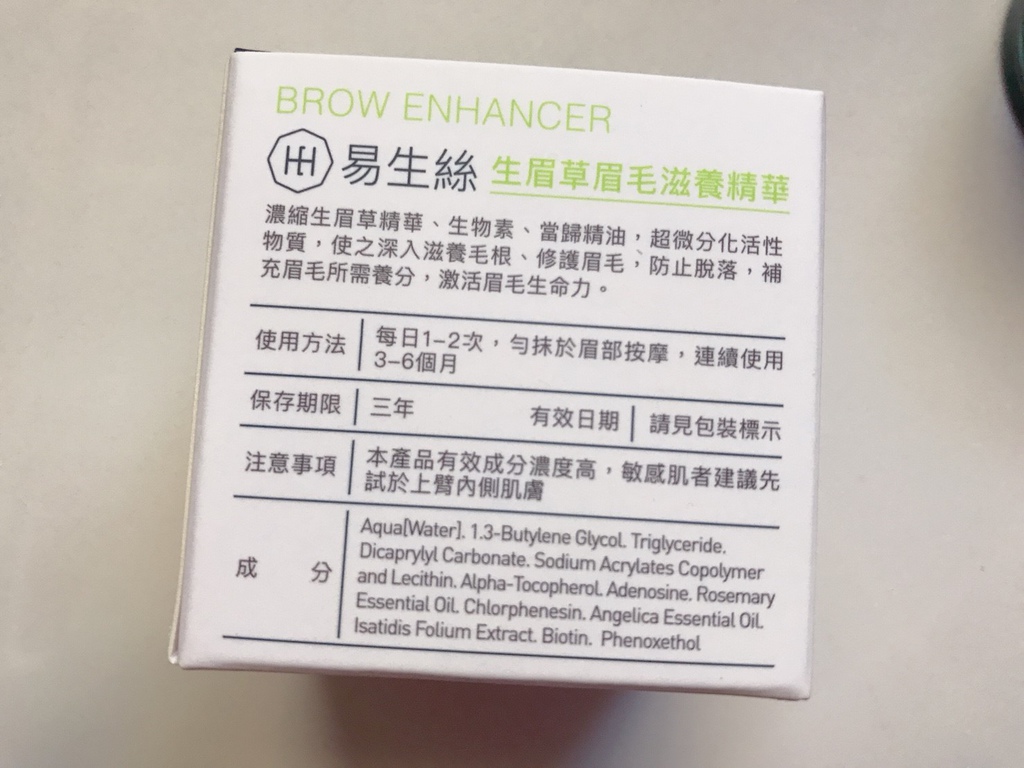 BROW ENHANCER
易生絲 生眉草眉毛滋養精華
濃縮生眉草精華、生物素、當歸精油，超微分化活性
物質，使之深入滋養毛根、修護眉毛，防止脫落，補
充眉毛所需養分，激活眉毛生命力。
使用方法 每日1-2次，勻抹於眉部按摩，連續使用
3-6個月
保存期限 三年 有效日期 請見包裝標示
注意事項 本產品有效成分濃度高，敏感肌者建議先
試於上臂內側肌膚
成分 Aqua[Water]. 1.3-Butylene Glycol. Triglyceride.
Dicaprylyl Carbonate. Sodium Acrylates Copolymer
and Lecithin. Alpha-Tocopherol. Adenosine. Rosemary
Essential Oil. Chlorphenesin. Angelica Essential Oil.
Isatidis Folium Extract. Biotin. Phenoxethol